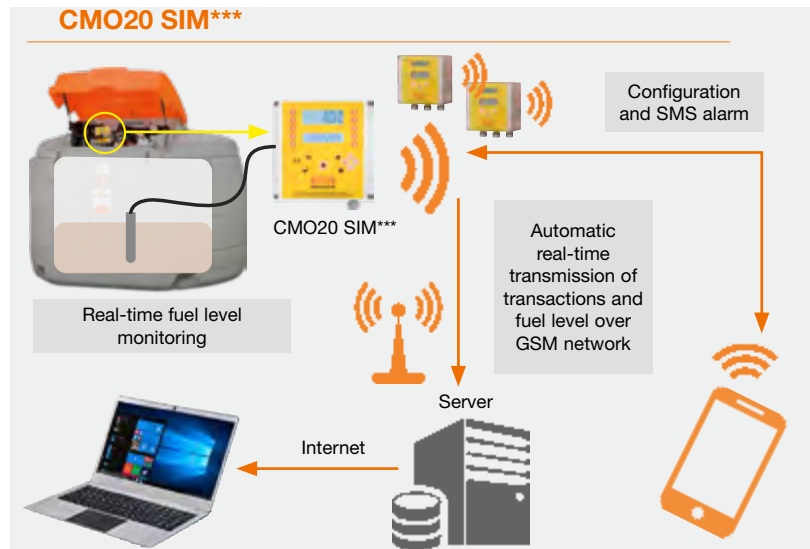 CMO20 SIM***
Configuration
and SMS alarm
CMO20 SIM***
Automatic
real-time
transmission of
transactions and
fuel level over
GSM network
Real-time fuel level
monitoring
Server
Internet